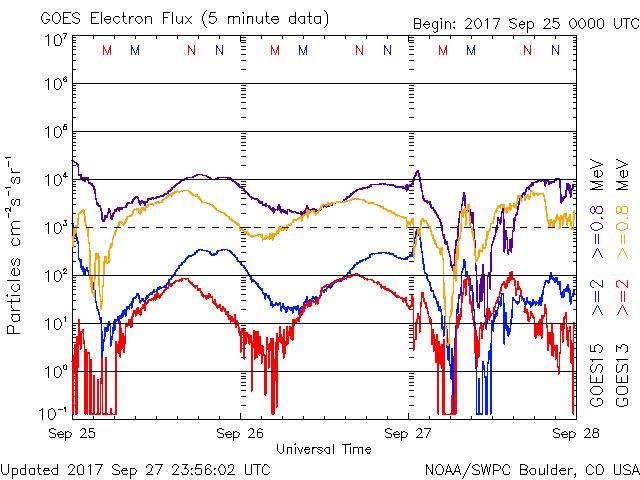 GOES Electron Flux (5 minute data)
Begin: 2017 Sep 25 0000 UTC
M M N N M M N N M M N N
10⁷
10⁶
10⁵
10⁴
10³
10²
10¹
10⁰
10⁻¹
Particles cm⁻²s⁻¹sr⁻¹
GOES15 >=2 >=0.8 MeV
GOES13 >=2 >=0.8 MeV
Sep 25 Sep 26 Sep 27 Sep 28
Universal Time
Updated 2017 Sep 27 23:56:02 UTC
NOAA/SWPC Boulder, CO USA